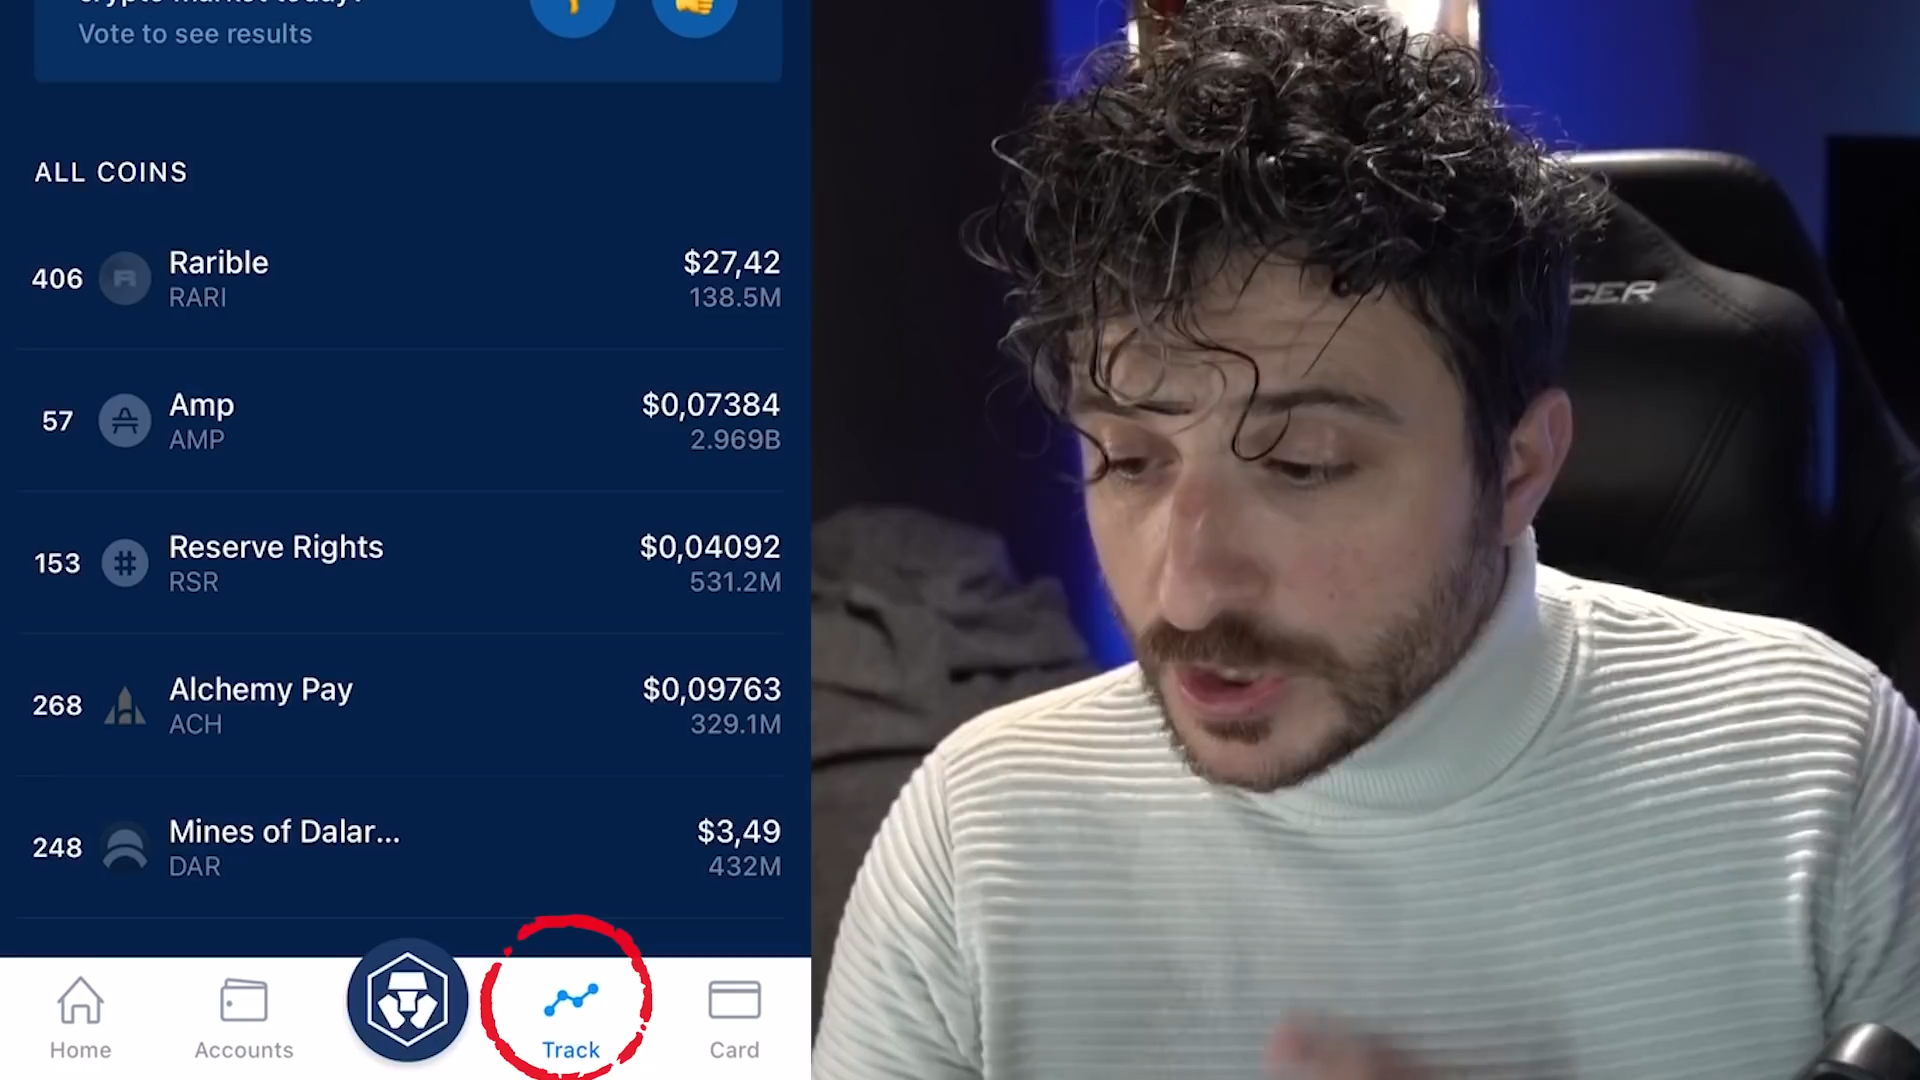 Vote to see results
ALL COINS
406 Rarible $27,42
RARI 138.5M
57 Amp $0,07384
AMP 2.969B
153 Reserve Rights $0,04092
RSR 531.2M
268 Alchemy Pay $0,09763
ACH 329.1M
248 Mines of Dalar... $3,49
DAR 432M
Home Accounts Track Card